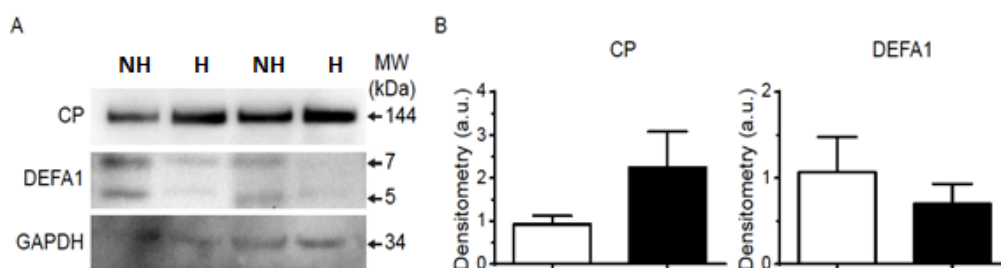 A
NH H NH H MW
(kDa)
CP 144
DEFA1 7
5
GAPDH 34
B
CP
Densitometry (a.u.)
4
3
2
1
0
DEFA1
Densitometry (a.u.)
2
1
0